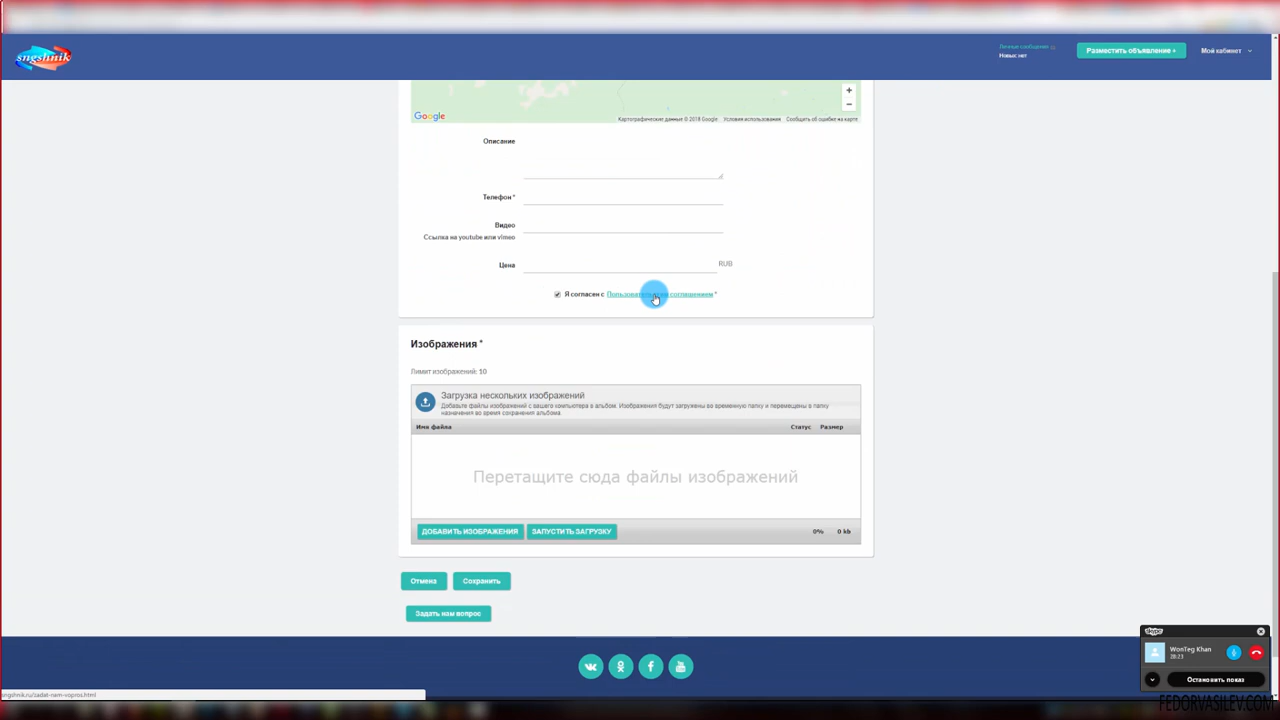 sngshnik
Личные сообщения
Новых: нет
Разместить объявление +
Мой кабинет
Google
Картографические данные © 2018 Google
Условия использования
Сообщить об ошибке на карте
Описание
Телефон *
Видео
Ссылка на youtube или vimeo
Цена
RUB
Я согласен с соглашением *
Изображения *
Лимит изображений: 10
Загрузка нескольких изображений
Добавьте файлы изображений с вашего компьютера в альбом. Изображения будут загружены во временную папку и перемещены в папку
назначения во время сохранения альбома
Имя файла
Статус
Размер
Перетащите сюда файлы изображений
ДОБАВИТЬ ИЗОБРАЖЕНИЯ
ЗАПУСТИТЬ ЗАГРУЗКУ
0%
0 kb
Отмена
Сохранить
Задать нам вопрос
skype
WonTeg Khan
28:23
Остановить показ
sngshnik.ru/zadat-nam-vopros.html
FEDORVASILEV.COM